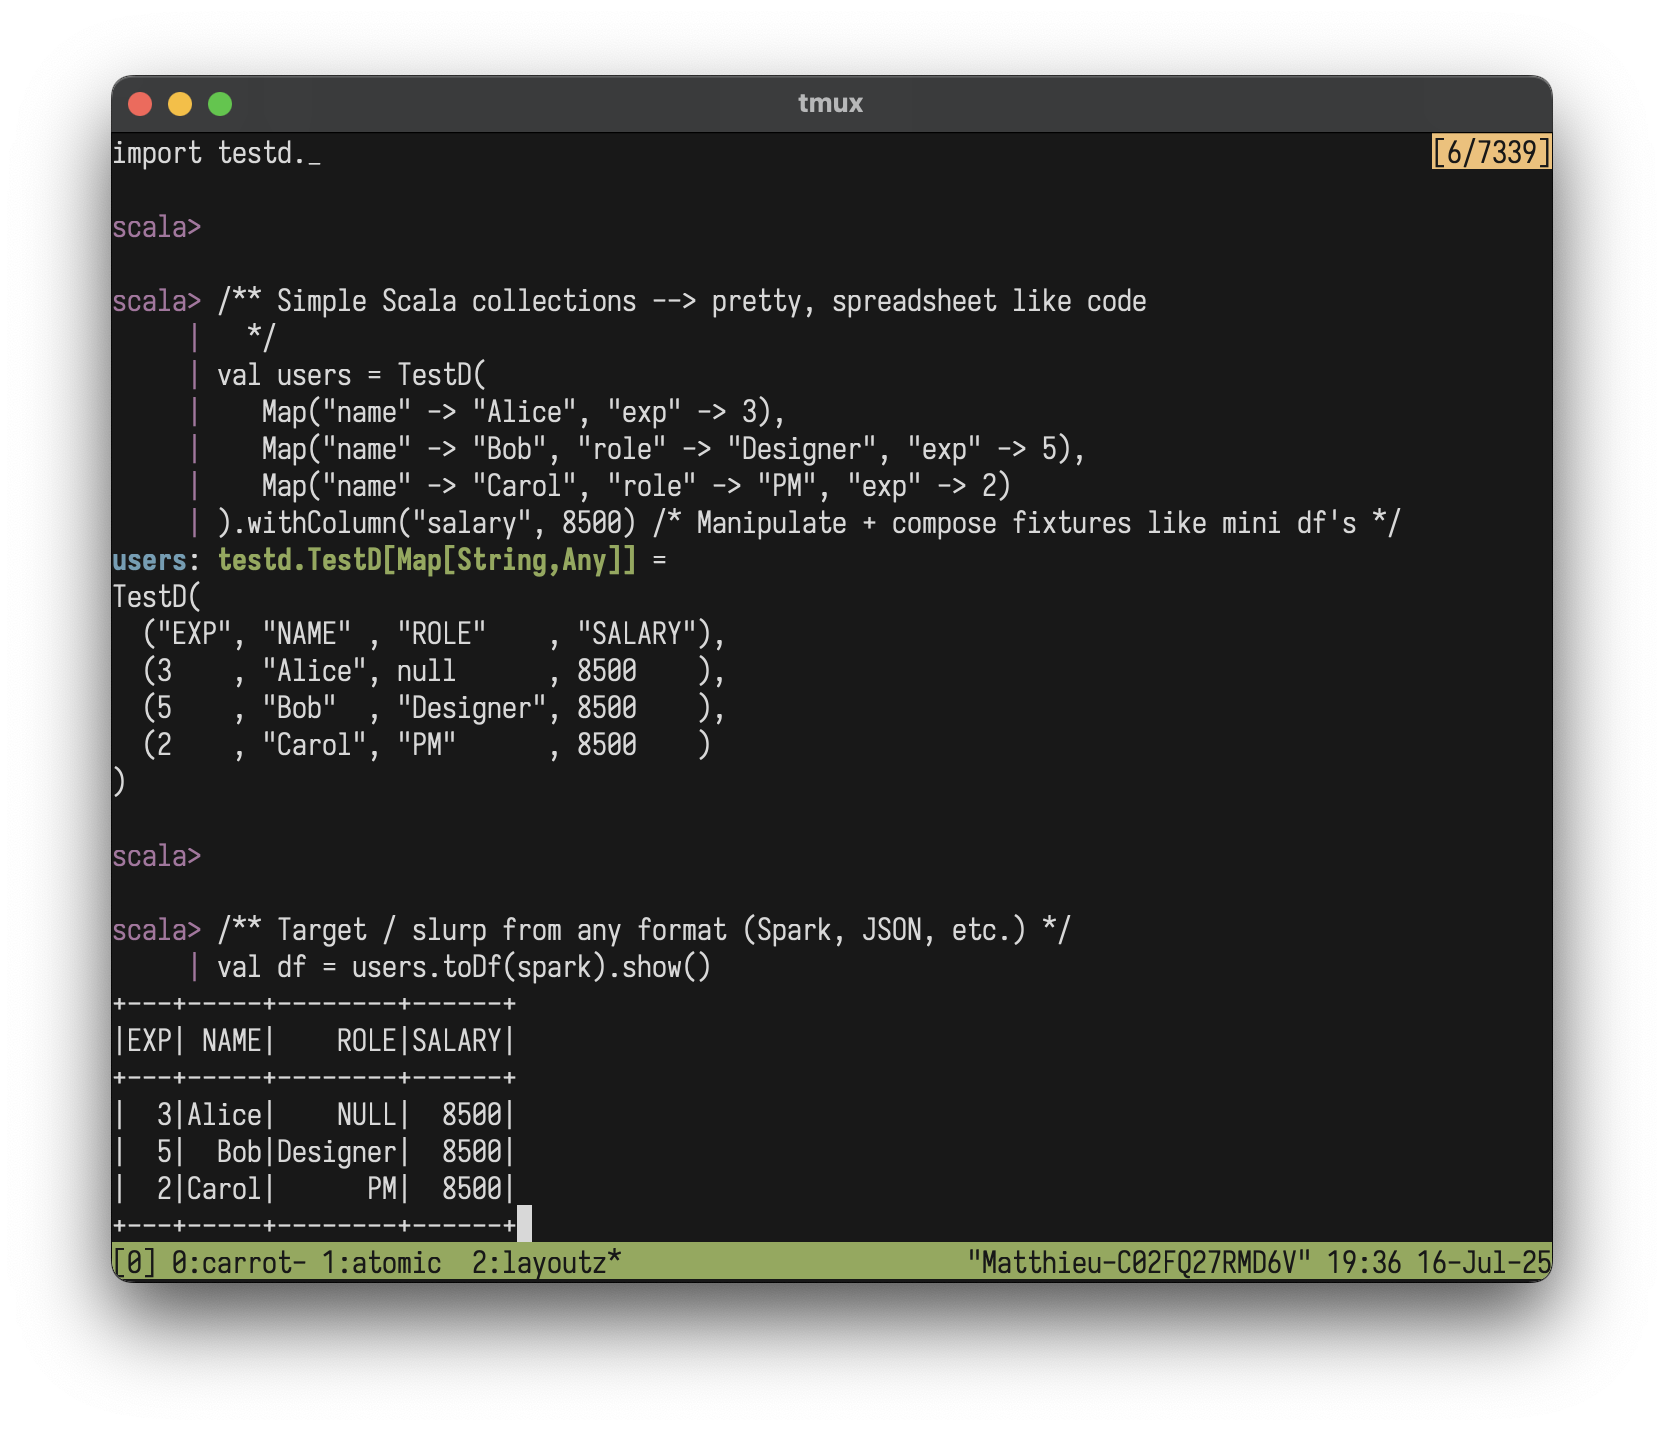 tmux
import testd._ [6/7339]
scala>
scala> /** Simple Scala collections --> pretty, spreadsheet like code
     |   */
     | val users = TestD(
     |    Map("name" -> "Alice", "exp" -> 3),
     |    Map("name" -> "Bob", "role" -> "Designer", "exp" -> 5),
     |    Map("name" -> "Carol", "role" -> "PM", "exp" -> 2)
     | ).withColumn("salary", 8500) /* Manipulate + compose fixtures like mini df's */
users: testd.TestD[Map[String,Any]] =
TestD(
  ("EXP", "NAME" , "ROLE"    , "SALARY"),
  (3    , "Alice", null      , 8500    ),
  (5    , "Bob"  , "Designer", 8500    ),
  (2    , "Carol", "PM"      , 8500    )
)
scala>
scala> /** Target / slurp from any format (Spark, JSON, etc.) */
     | val df = users.toDf(spark).show()
+---+-----+--------+------+
|EXP| NAME|    ROLE|SALARY|
+---+-----+--------+------+
|  3|Alice|    NULL|  8500|
|  5|  Bob|Designer|  8500|
|  2|Carol|      PM|  8500|
+---+-----+--------+------+
[0] 0:carrot- 1:atomic  2:layoutz* "Matthieu-C02FQ27RMD6V" 19:36 16-Jul-25